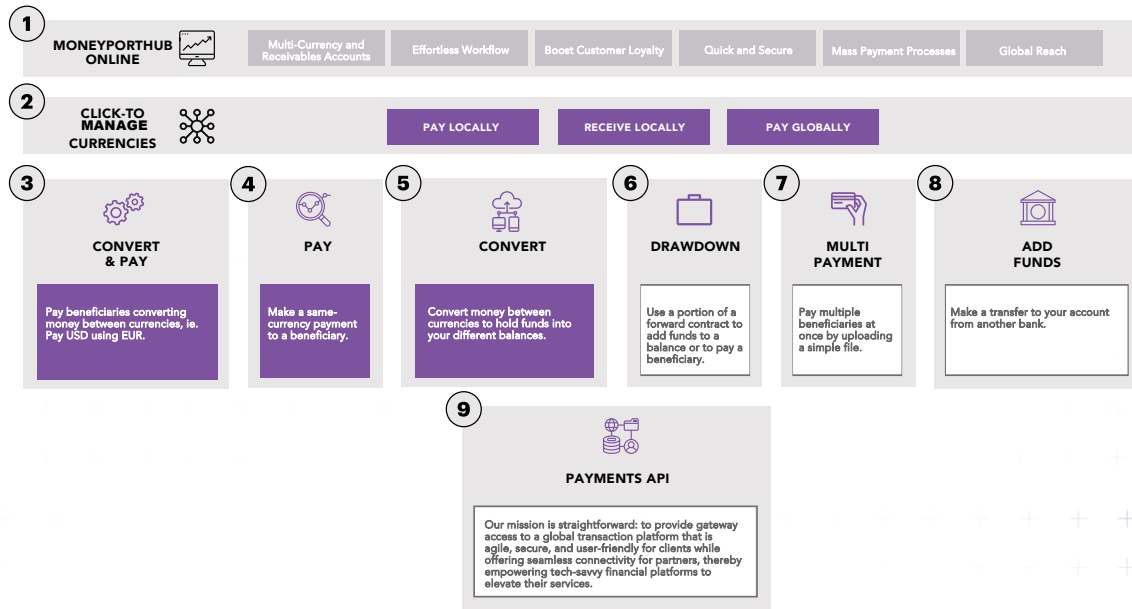 1
MONEYPORTHUB
ONLINE
Multi-Currency and
Receivables Accounts
Effortless Workflow
Boost Customer Loyalty
Quick and Secure
Mass Payment Processes
Global Reach
2
CLICK-TO
MANAGE
CURRENCIES
PAY LOCALLY
RECEIVE LOCALLY
PAY GLOBALLY
3
CONVERT
& PAY
Pay beneficiaries converting
money between currencies, ie.
Pay USD using EUR.
4
PAY
Make a same-
currency payment
to a beneficiary.
5
CONVERT
Convert money between
currencies to hold funds into
your different balances.
6
DRAWDOWN
Use a portion of a
forward contract to
add funds to a
balance or to pay a
beneficiary.
7
MULTI
PAYMENT
Pay multiple
beneficiaries at
once by uploading
a simple file.
8
ADD
FUNDS
Make a transfer to your account
from another bank.
9
PAYMENTS API
Our mission is straightforward: to provide gateway
access to a global transaction platform that is
agile, secure, and user-friendly for clients while
offering seamless connectivity for partners, thereby
empowering tech-savvy financial platforms to
elevate their services.